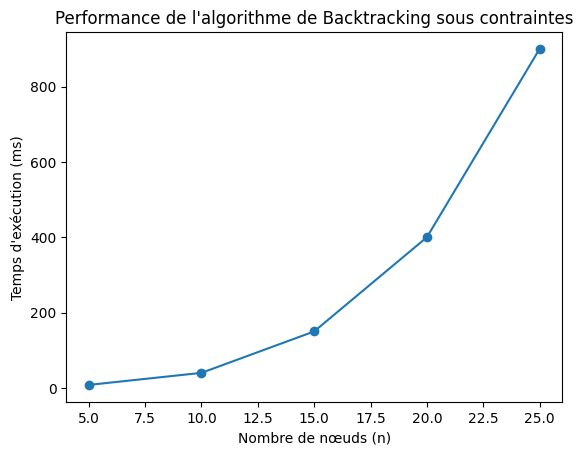 Performance de l'algorithme de Backtracking sous contraintes
Temps d'exécution (ms)
800
600
400
200
0
5.0 7.5 10.0 12.5 15.0 17.5 20.0 22.5 25.0
Nombre de nœuds (n)